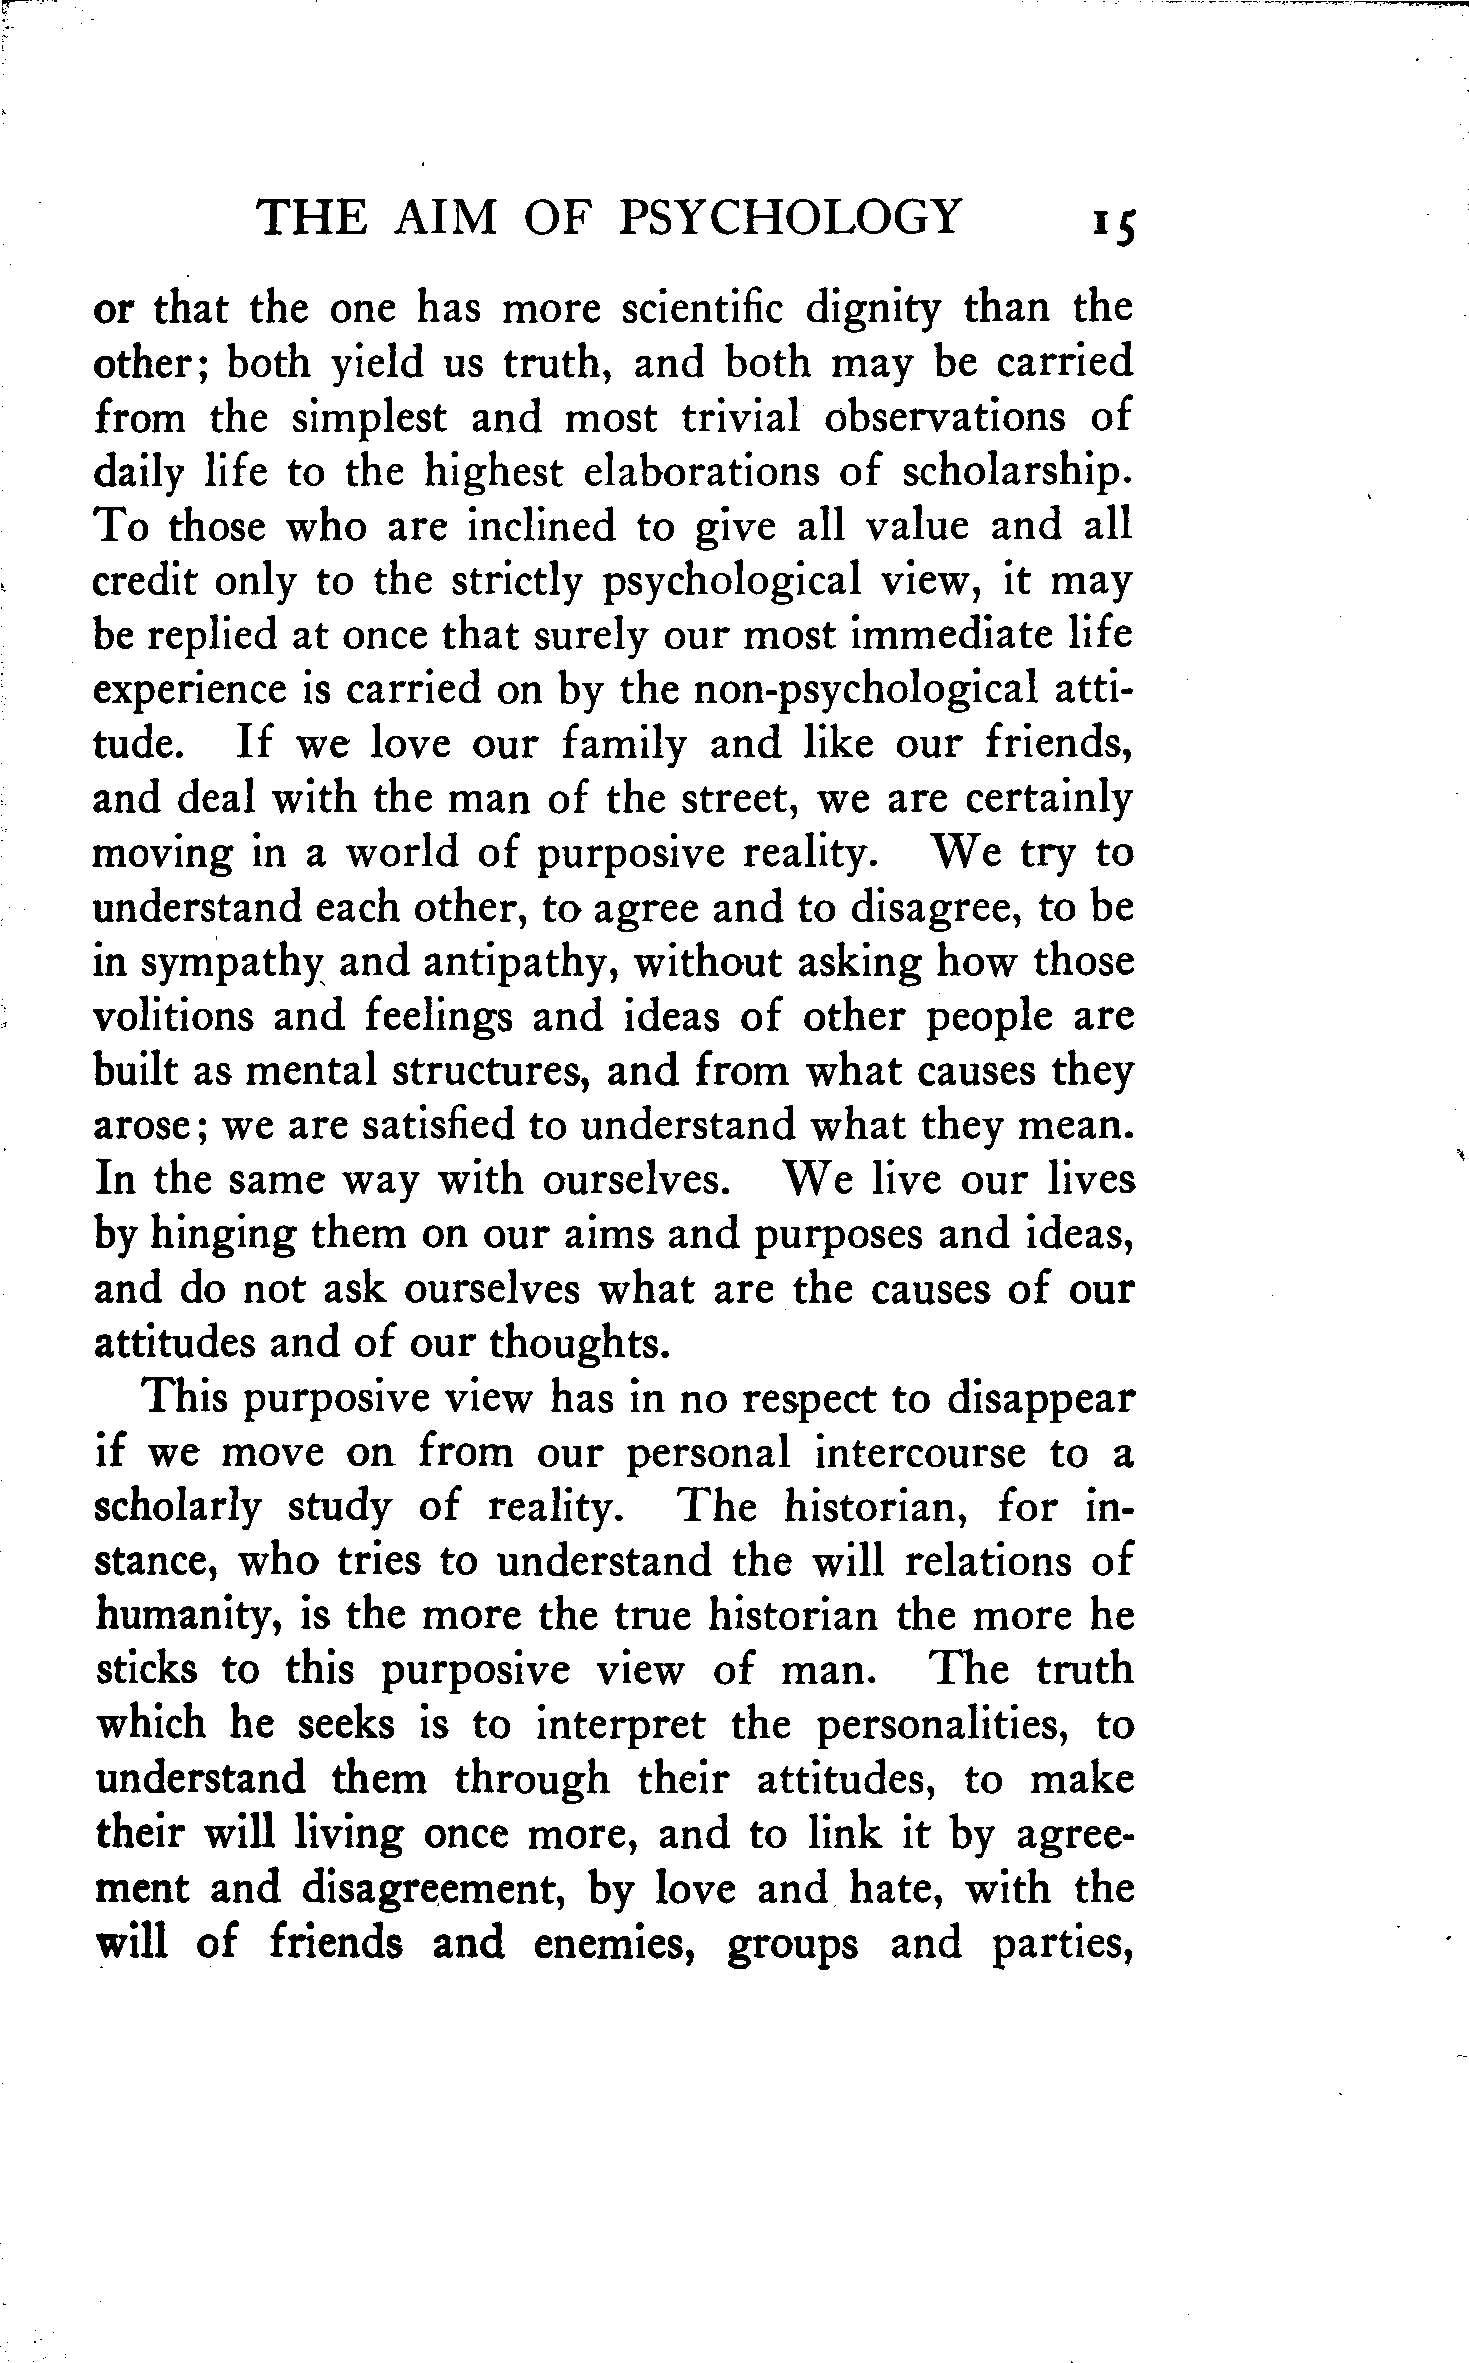 THE AIM OF PSYCHOLOGY 15
or that the one has more scientific dignity than the
other; both yield us truth, and both may be carried
from the simplest and most trivial observations of
daily life to the highest elaborations of scholarship.
To those who are inclined to give all value and all
credit only to the strictly psychological view, it may
be replied at once that surely our most immediate life
experience is carried on by the non-psychological atti-
tude. If we love our family and like our friends,
and deal with the man of the street, we are certainly
moving in a world of purposive reality. We try to
understand each other, to agree and to disagree, to be
in sympathy and antipathy, without asking how those
volitions and feelings and ideas of other people are
built as mental structures, and from what causes they
arose; we are satisfied to understand what they mean.
In the same way with ourselves. We live our lives
by hinging them on our aims and purposes and ideas,
and do not ask ourselves what are the causes of our
attitudes and of our thoughts.
This purposive view has in no respect to disappear
if we move on from our personal intercourse to a
scholarly study of reality. The historian, for in-
stance, who tries to understand the will relations of
humanity, is the more the true historian the more he
sticks to this purposive view of man. The truth
which he seeks is to interpret the personalities, to
understand them through their attitudes, to make
their will living once more, and to link it by agree-
ment and disagreement, by love and hate, with the
will of friends and enemies, groups and parties,